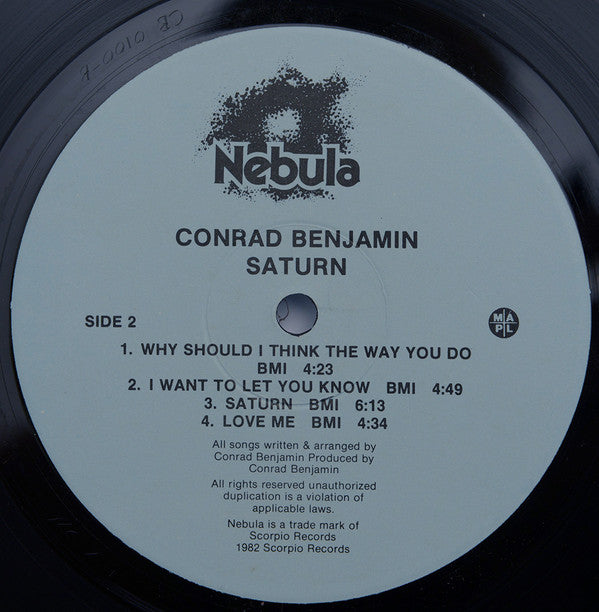 Nebula
CONRAD BENJAMIN
SATURN
SIDE 2
M A
P L
1. WHY SHOULD I THINK THE WAY YOU DO
BMI 4:23
2. I WANT TO LET YOU KNOW BMI 4:49
3. SATURN BMI 6:13
4. LOVE ME BMI 4:34
All songs written & arranged by
Conrad Benjamin Produced by
Conrad Benjamin
All rights reserved unauthorized
duplication is a violation of
applicable laws.
Nebula is a trade mark of
Scorpio Records
1982 Scorpio Records